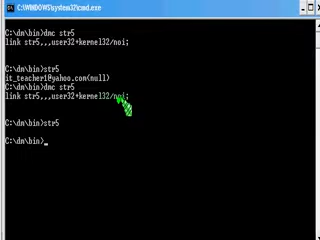 C:\WINDOWS\system32\cmd.exe
C:\dm\bin>dmc str5
link str5,,,user32+kernel32/noi;
C:\dm\bin>str5
it_teacher1@yahoo.com(null)
C:\dm\bin>dmc str5
link str5,,,user32+kernel32/noi;
C:\dm\bin>str5
C:\dm\bin>_